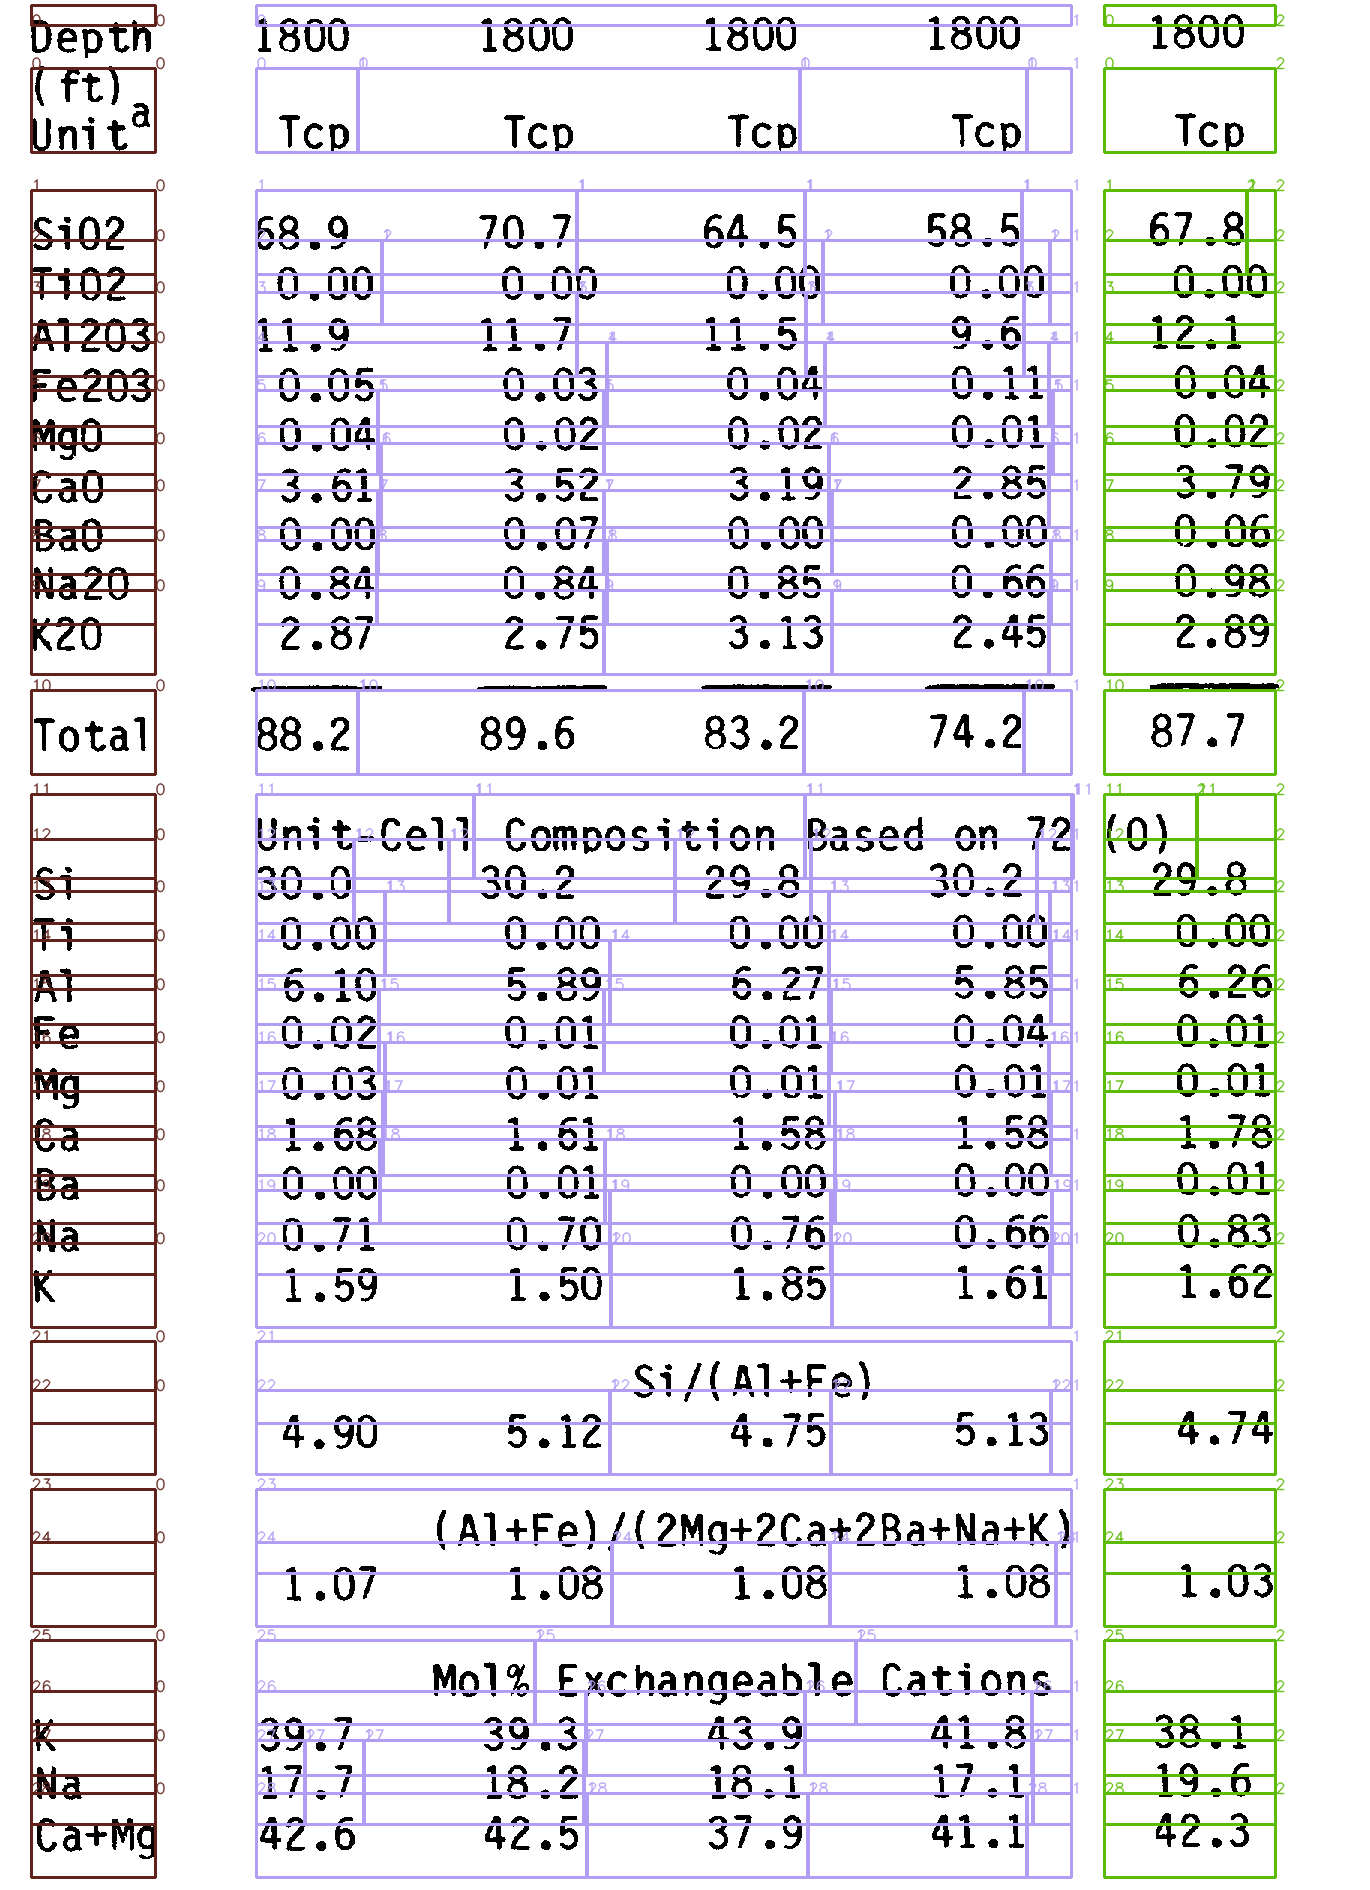 Depth 1800 1800 1800 1800 1800
(ft)
Unitᵃ Tcp Tcp Tcp Tcp Tcp
SiO2 68.9 70.7 64.5 58.5 67.8
TiO2 0.00 0.00 0.00 0.00 0.00
Al2O3 11.9 11.7 11.5 9.6 12.1
Fe2O3 0.05 0.03 0.04 0.11 0.04
MgO 0.04 0.02 0.02 0.01 0.02
CaO 3.61 3.52 3.19 2.85 3.79
BaO 0.00 0.07 0.00 0.00 0.06
Na2O 0.84 0.84 0.85 0.66 0.98
K2O 2.87 2.75 3.13 2.45 2.89
Total 88.2 89.6 83.2 74.2 87.7
Unit-Cell Composition Based on 72 (O)
Si 30.0 30.2 29.8 30.2 29.8
Ti 0.00 0.00 0.00 0.00 0.00
Al 6.10 5.89 6.27 5.85 6.26
Fe 0.02 0.01 0.01 0.04 0.01
Mg 0.03 0.01 0.01 0.01 0.01
Ca 1.68 1.61 1.58 1.58 1.78
Ba 0.00 0.01 0.00 0.00 0.01
Na 0.71 0.70 0.76 0.66 0.83
K 1.59 1.50 1.85 1.61 1.62
Si/(Al+Fe)
4.90 5.12 4.75 5.13 4.74
(Al+Fe)/(2Mg+2Ca+2Ba+Na+K)
1.07 1.08 1.08 1.08 1.03
Mol% Exchangeable Cations
K 39.7 39.3 43.9 41.8 38.1
Na 17.7 18.2 18.1 17.1 19.6
Ca+Mg 42.6 42.5 37.9 41.1 42.3